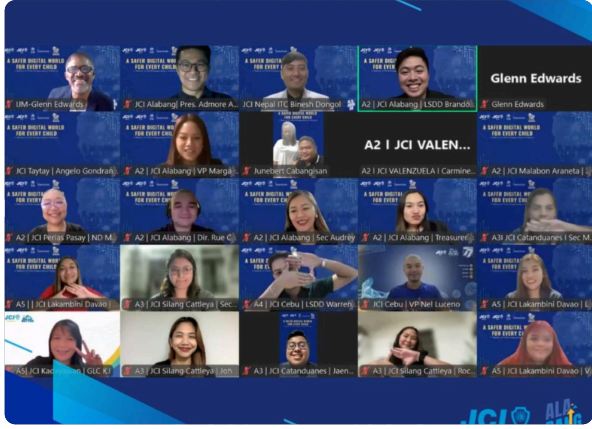 A SAFER DIGITAL WORLD
FOR EVERY CHILD
IJM-Glenn Edwards
JCI Alabang| Pres. Admore A...
JCI Nepal ITC Binesh Dongol
A2 | JCI Alabang | LSDD Brando
Glenn Edwards
Glenn Edwards
JCI Taytay | Angelo Gondran
A2 | JCI Alabang | VP Marga
Junebert Cabangisan
A2 I JCI VALEN...
A2 I JCI VALENZUELA I Carmine...
A2 | JCI Malabon Araneta |
A2 | JCI Perlas Pasay | ND M
A2 | JCI Alabang | Dir. Rue C
A2 | JCI Alabang | Sec Audrey
A2 | JCI Alabang | Treasurer
A3I JCI Catanduanes I Sec M
A5 | | JCI Lakambini Davao |
A3 | JCI Silang Cattleya | Sec...
A4 | JCI Cebu | LSDD Warren
JCI Cebu | VP Nel Luceno
A5 | JCI Lakambini Davao | L
A5| JCI | GLC KJ
A3 | JCI Silang Cattleya | Joh
A3 | JCI Catanduanes | Jaen...
A3 | JCI Silang Cattleya | Roc...
A5 | JCI Lakambini Davao | V
JCI
ALA